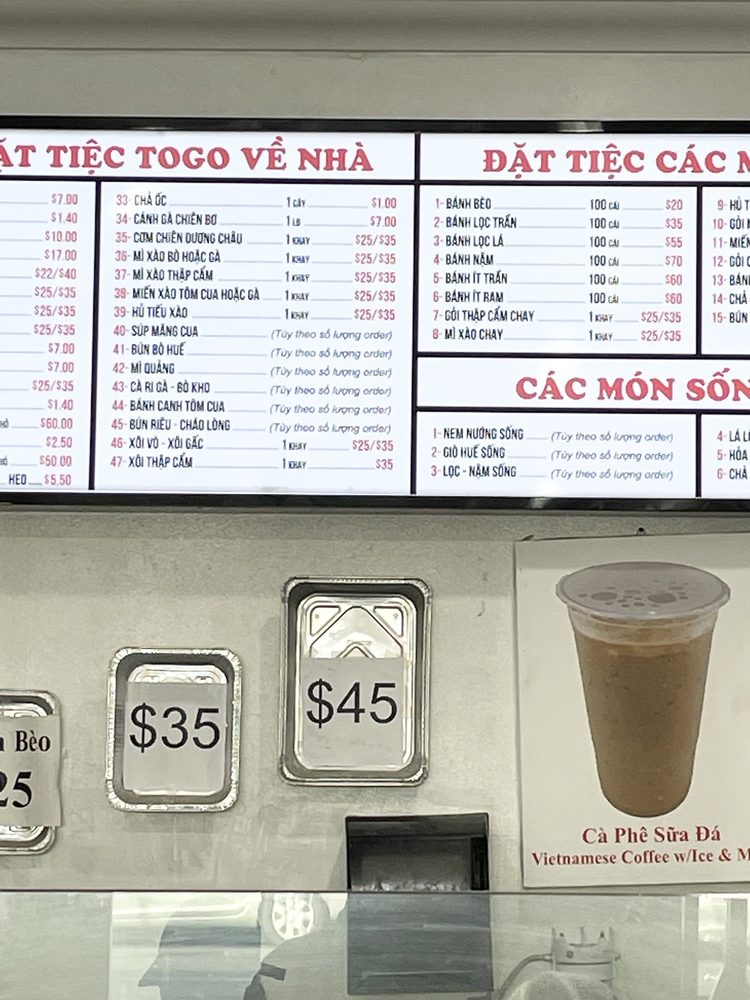 ẶT TIỆC TOGO VỀ NHÀ
$7.00
$1.40
$10.00
$17.00
$22/$40
$25/$35
$25/$35
$25/$35
$7.00
$7.00
$25/$35
$1.40
$60.00
$2.50
$50.00
HEO $5.50
33- CHẢ ỐC 1 CÂY $1.00
34- CÁNH GÀ CHIÊN BƠ 1 LB $7.00
35- CƠM CHIÊN DƯƠNG CHÂU 1 KHAY $25/$35
36- MÌ XÀO BÒ HOẶC GÀ 1 KHAY $25/$35
37- MÌ XÀO THẬP CẨM 1 KHAY $25/$35
38- MIẾN XÀO TÔM CUA HOẶC GÀ 1 KHAY $25/$35
39- HỦ TIẾU XÀO 1 KHAY $25/$35
40- SÚP MĂNG CUA (Tùy theo số lượng order)
41- BÚN BÒ HUẾ (Tùy theo số lượng order)
42- MÌ QUẢNG (Tùy theo số lượng order)
43- CÀ RI GÀ - BÒ KHO (Tùy theo số lượng order)
44- BÁNH CANH TÔM CUA (Tùy theo số lượng order)
45- BÚN RIÊU - CHÁO LÒNG (Tùy theo số lượng order)
46- XÔI VÒ - XÔI GẤC 1 KHAY $25/$35
47- XÔI THẬP CẨM 1 KHAY $35
ĐẶT TIỆC CÁC M
1- BÁNH BÈO 100 CÁI $20
2- BÁNH LỌC TRẦN 100 CÁI $35
3- BÁNH LỌC LÁ 100 CÁI $55
4- BÁNH NẬM 100 CÁI $70
5- BÁNH ÍT TRẦN 100 CÁI $60
6- BÁNH ÍT RAM 100 CÁI $60
7- GỎI THẬP CẨM CHAY 1 KHAY $25/$35
8- MÌ XÀO CHAY 1 KHAY $25/$35
9- HỦ T
10- GỎI
11- MIẾN
12- GỎI
13- BÁNH
14- CHẢ
15- BÚN
CÁC MÓN SỐN
1- NEM NƯỚNG SỐNG (Tùy theo số lượng order)
2- GIÒ HUẾ SỐNG (Tùy theo số lượng order)
3- LỌC - NẬM SỐNG (Tùy theo số lượng order)
4- LÁ L
5- HỎA
6- CHẢ
Bèo
25
$35
$45
Cà Phê Sữa Đá
Vietnamese Coffee w/Ice & M